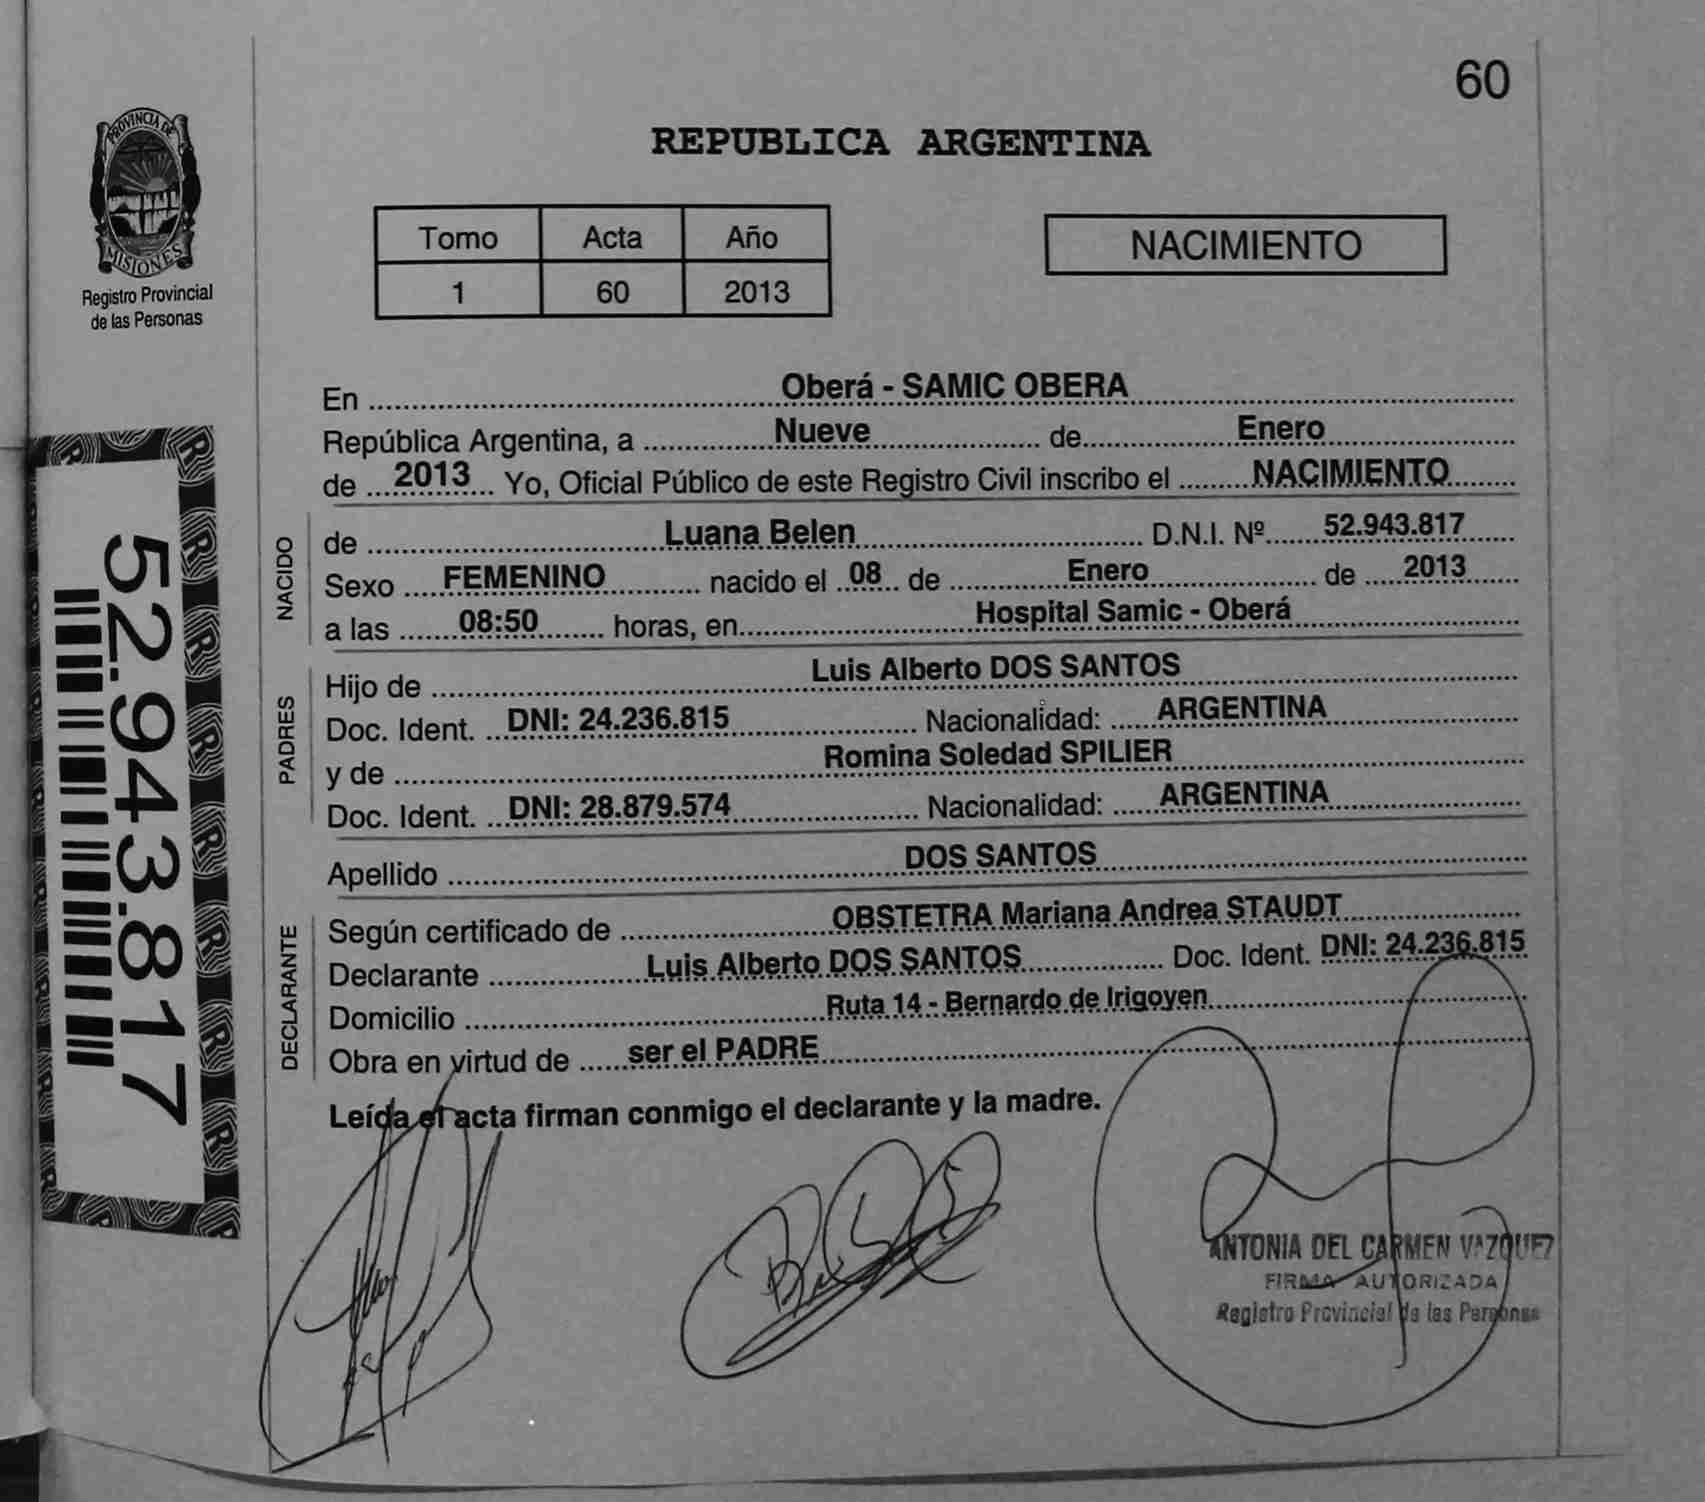 60
PROVINCIA DE
MISIONES
Registro Provincial
de las Personas
REPUBLICA ARGENTINA
Tomo Acta Año
1 60 2013
NACIMIENTO
En Oberá - SAMIC OBERA
República Argentina, a Nueve de Enero
de 2013 Yo, Oficial Público de este Registro Civil inscribo el NACIMIENTO
NACIDO
de Luana Belen D.N.I. Nº 52.943.817
Sexo FEMENINO nacido el 08 de Enero de 2013
a las 08:50 horas, en Hospital Samic - Oberá
PADRES
Hijo de Luis Alberto DOS SANTOS
Doc. Ident. DNI: 24.236.815 Nacionalidad: ARGENTINA
y de Romina Soledad SPILIER
Doc. Ident. DNI: 28.879.574 Nacionalidad: ARGENTINA
Apellido DOS SANTOS
DECLARANTE
Según certificado de OBSTETRA Mariana Andrea STAUDT
Declarante Luis Alberto DOS SANTOS Doc. Ident. DNI: 24.236.815
Domicilio Ruta 14 - Bernardo de Irigoyen
Obra en virtud de ser el PADRE
Leída el acta firman conmigo el declarante y la madre.
52.943.817
ANTONIA DEL CARMEN VAZQUEZ
FIRMA AUTORIZADA
Registro Provincial de las Personas